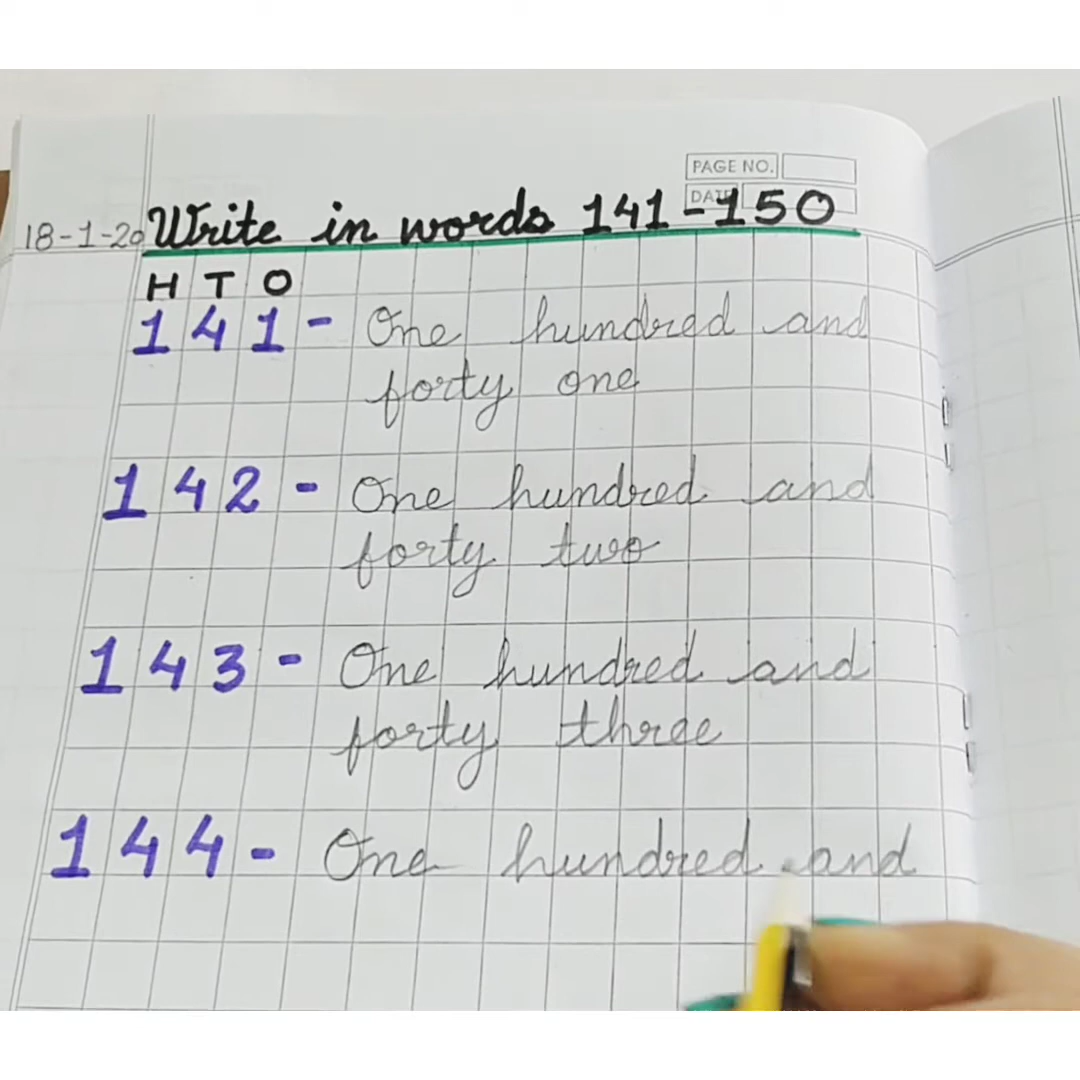 PAGE NO.
DATE
18-1-20 Write in words 141-150
H T O
141 - One hundred and
forty one
142 - One hundred and
forty two
143 - One hundred and
forty three
144 - One hundred and